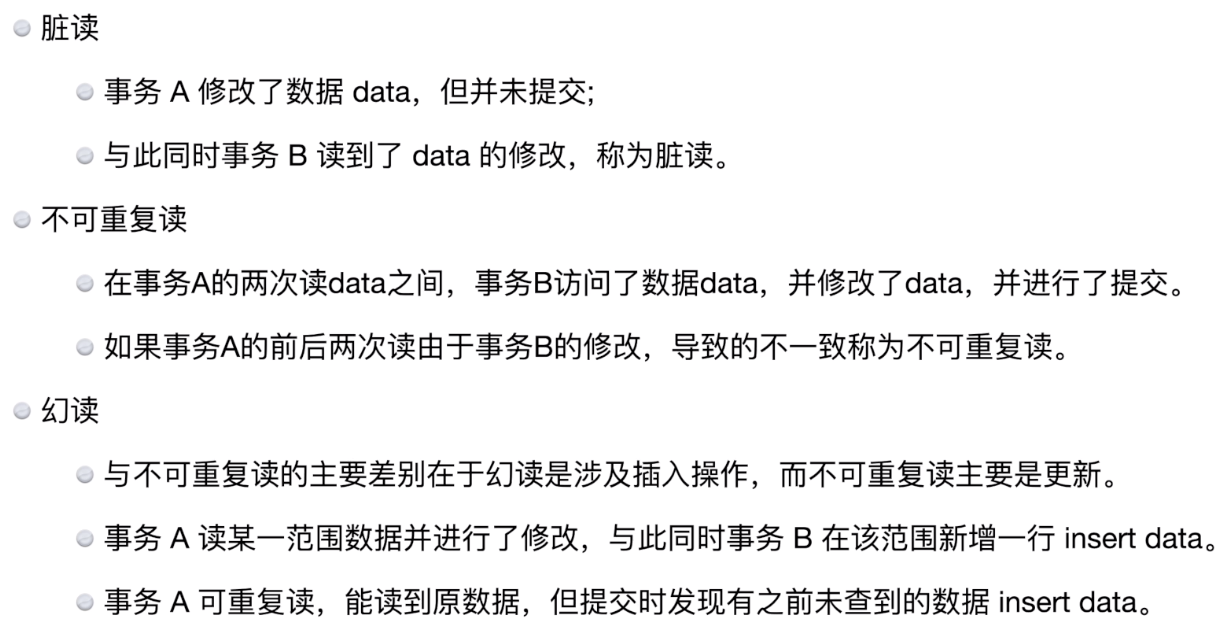 脏读
事务 A 修改了数据 data，但并未提交;
与此同时事务 B 读到了 data 的修改，称为脏读。
不可重复读
在事务A的两次读data之间，事务B访问了数据data，并修改了data，并进行了提交。
如果事务A的前后两次读由于事务B的修改，导致的不一致称为不可重复读。
幻读
与不可重复读的主要差别在于幻读是涉及插入操作，而不可重复读主要是更新。
事务 A 读某一范围数据并进行了修改，与此同时事务 B 在该范围新增一行 insert data。
事务 A 可重复读，能读到原数据，但提交时发现有之前未查到的数据 insert data。